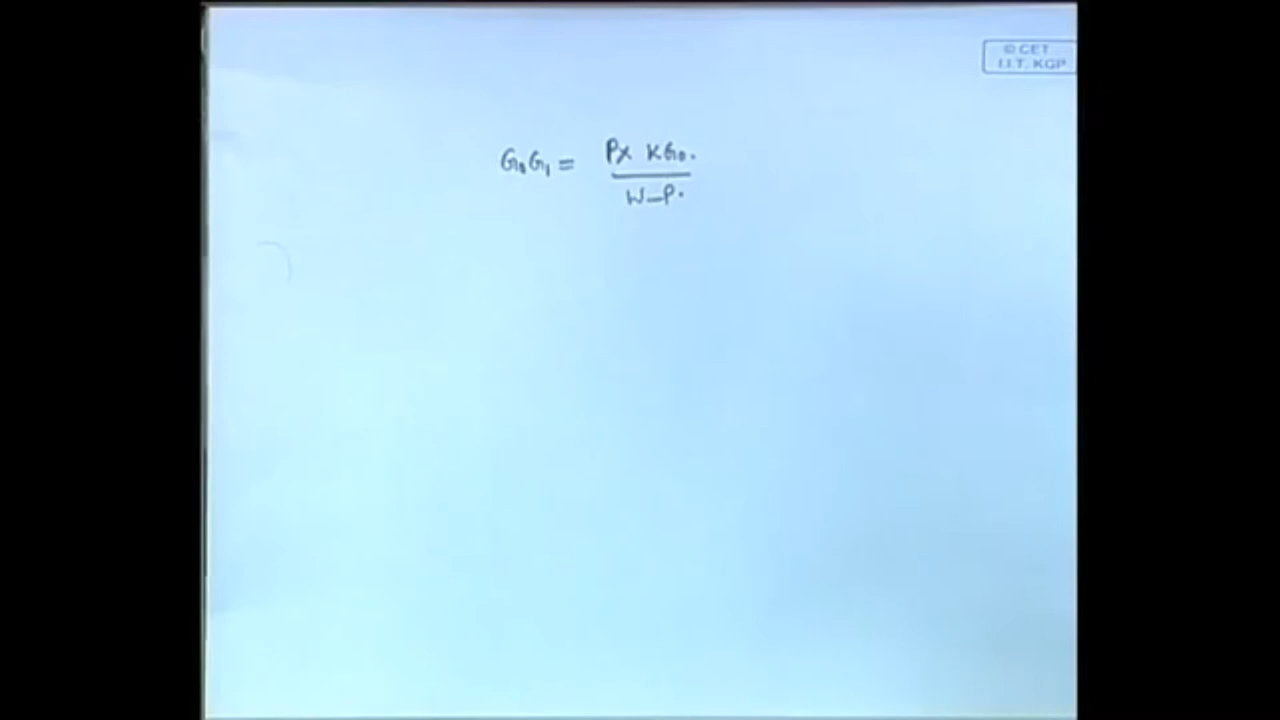 © CET
I.I.T. KGP
G₀G₁ = P× KG₀.
W–P.